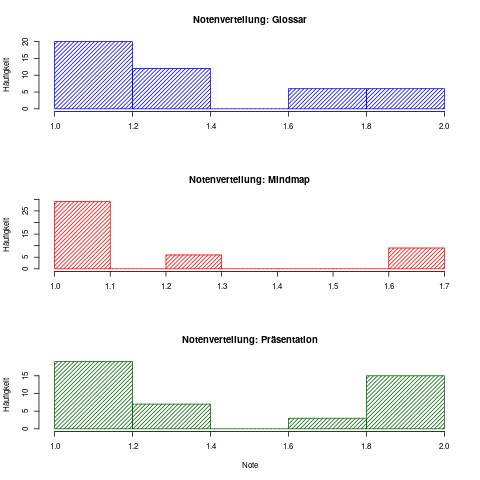 Notenverteilung: Glossar
Häufigkeit
0 5 10 15 20
1.0 1.2 1.4 1.6 1.8 2.0
Notenverteilung: Mindmap
Häufigkeit
0 5 15 25
1.0 1.1 1.2 1.3 1.4 1.5 1.6 1.7
Notenverteilung: Präsentation
Häufigkeit
0 5 10 15
1.0 1.2 1.4 1.6 1.8 2.0
Note